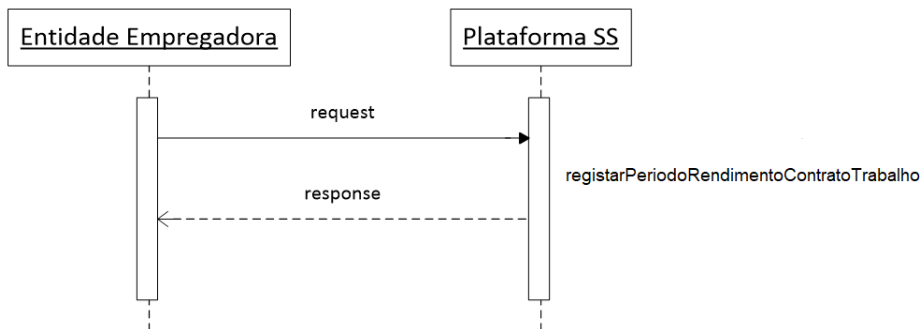 Entidade Empregadora
Plataforma SS
request
registarPeriodoRendimentoContratoTrabalho
response